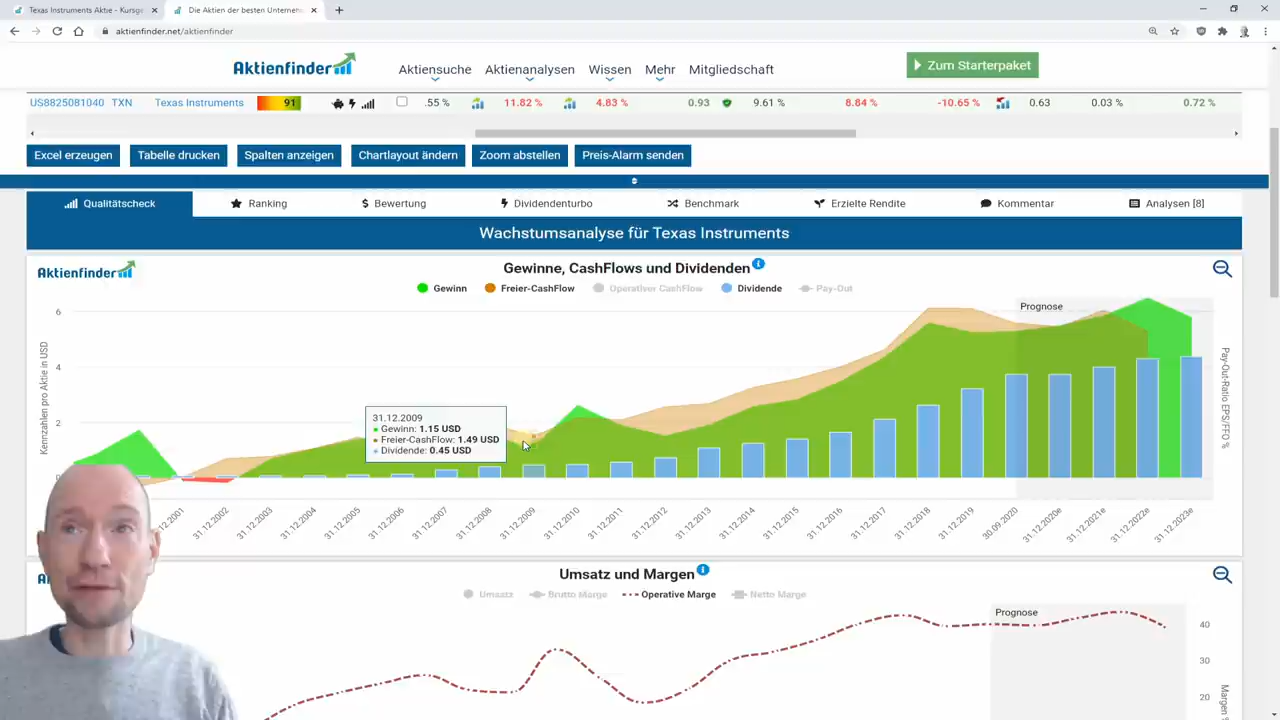 Texas Instruments Aktie - Kursgo
Die Aktien der besten Unterneh
aktienfinder.net/aktienfinder
Aktienfinder
Aktiensuche
Aktienanalysen
Wissen
Mehr
Mitgliedschaft
Zum Starterpaket
US8825081040 TXN Texas Instruments 91 .55 % 11.82 % 4.83 % 0.93 9.61 % 8.84 % -10.65 % 0.63 0.03 % 0.72 %
Excel erzeugen
Tabelle drucken
Spalten anzeigen
Chartlayout ändern
Zoom abstellen
Preis-Alarm senden
Qualitätscheck
Ranking
Bewertung
Dividendenturbo
Benchmark
Erzielte Rendite
Kommentar
Analysen [8]
Wachstumsanalyse für Texas Instruments
Aktienfinder
Gewinne, CashFlows und Dividenden
Gewinn
Freier-CashFlow
Operativer CashFlow
Dividende
Pay-Out
Prognose
6
4
2
0
Kennzahlen pro Aktie in USD
Pay-Out-Ratio EPS/FFO %
31.12.2009
Gewinn: 1.15 USD
Freier-CashFlow: 1.49 USD
Dividende: 0.45 USD
31.12.2002
31.12.2003
31.12.2004
31.12.2005
31.12.2006
31.12.2007
31.12.2008
31.12.2009
31.12.2010
31.12.2011
31.12.2012
31.12.2013
31.12.2014
31.12.2015
31.12.2016
31.12.2017
31.12.2018
31.12.2019
30.09.2020
31.12.2020e
31.12.2021e
31.12.2022e
31.12.2023e
Umsatz und Margen
Umsatz
Brutto Marge
Operative Marge
Netto Marge
Prognose
40
30
20
Margen